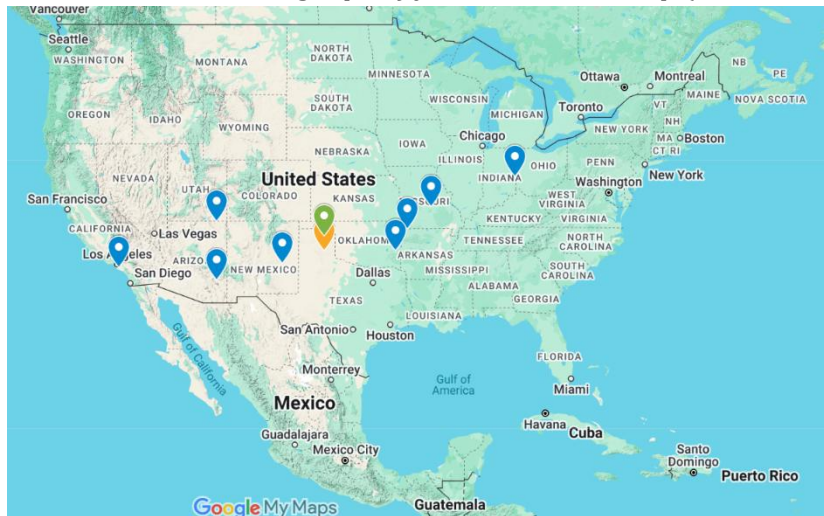 Vancouver
Seattle
WASHINGTON
MONTANA
NORTH
DAKOTA
MINNESOTA
Ottawa
Montreal
NB
PE
MAINE
NOVA SCOTIA
OREGON
IDAHO
SOUTH
DAKOTA
WISCONSIN
MICHIGAN
Toronto
VT
NH
NEW YORK
MA
Boston
CT RI
WYOMING
Chicago
IOWA
NEBRASKA
ILLINOIS
INDIANA
OHIO
PENN
New York
NEVADA
UTAH
COLORADO
United States
KANSAS
Washington
WEST
VIRGINIA
San Francisco
CALIFORNIA
Las Vegas
KENTUCKY
VIRGINIA
OKLAHOM
TENNESSEE
NORTH
CAROLINA
ARIZO
NEW MEXICO
ARKANSAS
San Diego
Dallas
MISSISSIPPI
SOUTH
CAROLINA
ALABAMA
GEORGIA
TEXAS
LOUISIANA
San Antonio
Houston
Gulf of
California
FLORIDA
Monterrey
Gulf of
America
Miami
Mexico
Havana
Cuba
Guadalajara
Mexico City
Santo
Domingo
Puerto Rico
Google My Maps
Guatemala